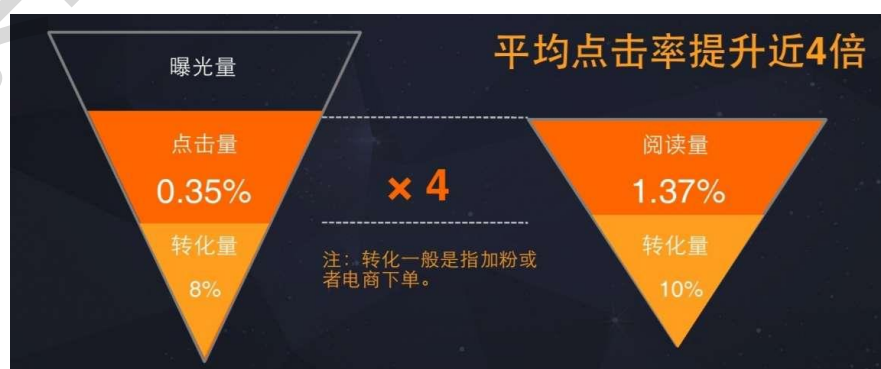 平均点击率提升近4倍
曝光量
点击量
0.35%
转化量
8%
× 4
注：转化一般是指加粉或
者电商下单。
阅读量
1.37%
转化量
10%